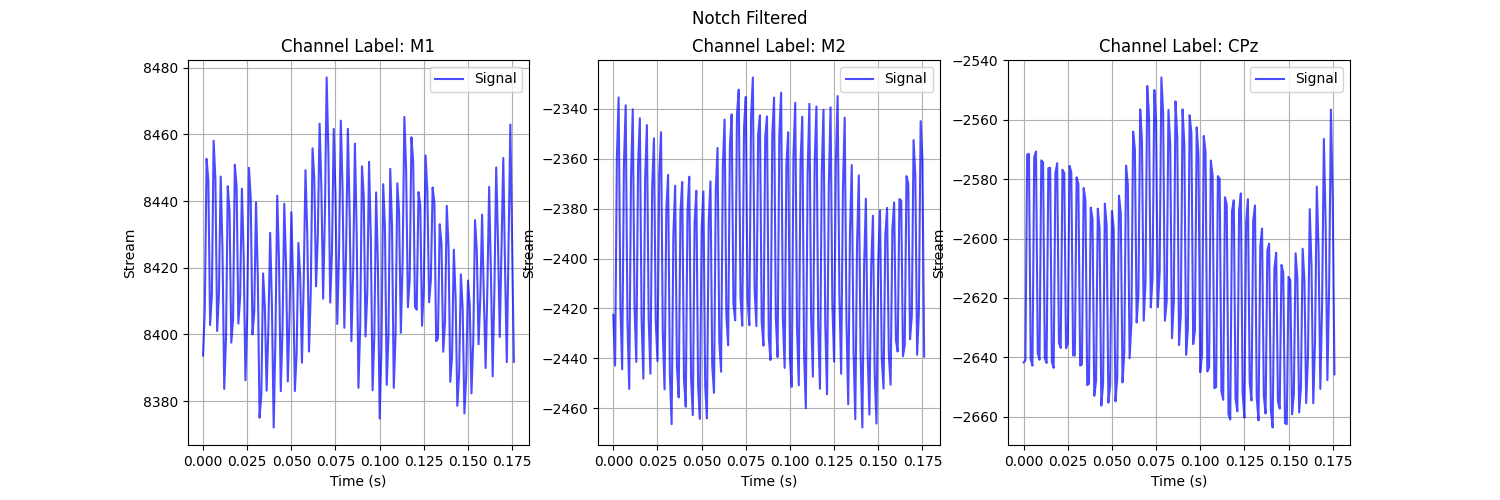 Notch Filtered
Channel Label: M1
Channel Label: M2
Channel Label: CPz
Signal
Signal
Signal
Stream
8480
8460
8440
8420
8400
8380
Stream
−2340
−2360
−2380
−2400
−2420
−2440
−2460
Stream
−2540
−2560
−2580
−2600
−2620
−2640
−2660
0.000 0.025 0.050 0.075 0.100 0.125 0.150 0.175
0.000 0.025 0.050 0.075 0.100 0.125 0.150 0.175
0.000 0.025 0.050 0.075 0.100 0.125 0.150 0.175
Time (s)
Time (s)
Time (s)